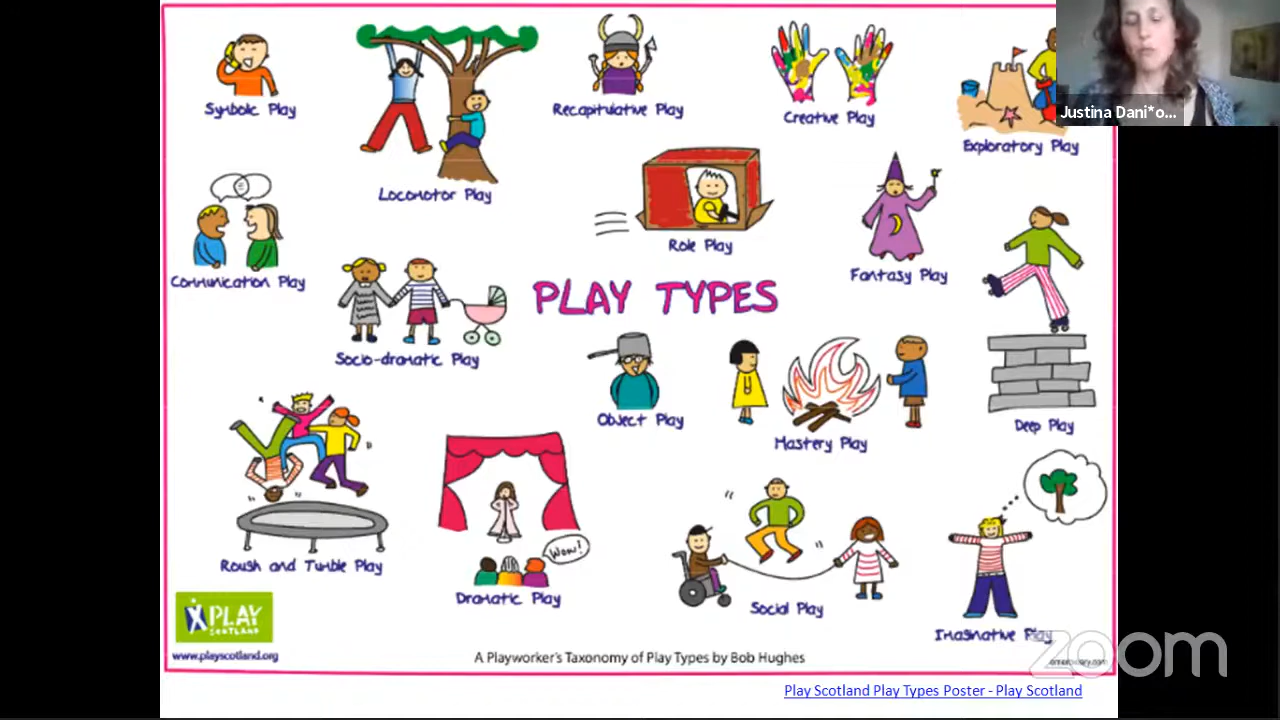 Symbolic Play
Recapitulative Play
Creative Play
Justina Dani*o...
Exploratory Play
Locomotor Play
Role Play
Fantasy Play
Communication Play
PLAY TYPES
Socio-dramatic Play
Object Play
Mastery Play
Deep Play
Wow!
Roush and Tumble Play
Dramatic Play
Social Play
Imaginative Play
PLAY
SCOTLAND
www.playscotland.org
A Playworker's Taxonomy of Play Types by Bob Hughes
zoom
Play Scotland Play Types Poster - Play Scotland